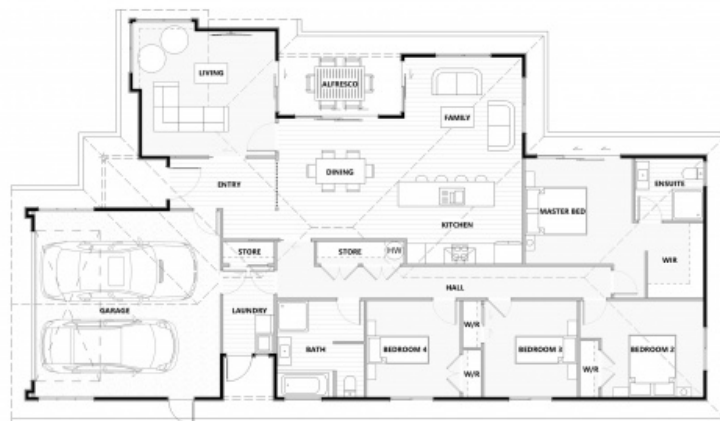 LIVING
ALFRESCO
FAMILY
DINING
ENTRY
ENSUITE
MASTER BED
KITCHEN
STORE
STORE
HW
WIR
HALL
GARAGE
LAUNDRY
W/R
BATH
BEDROOM 4
BEDROOM 3
BEDROOM 2
W/R
W/R